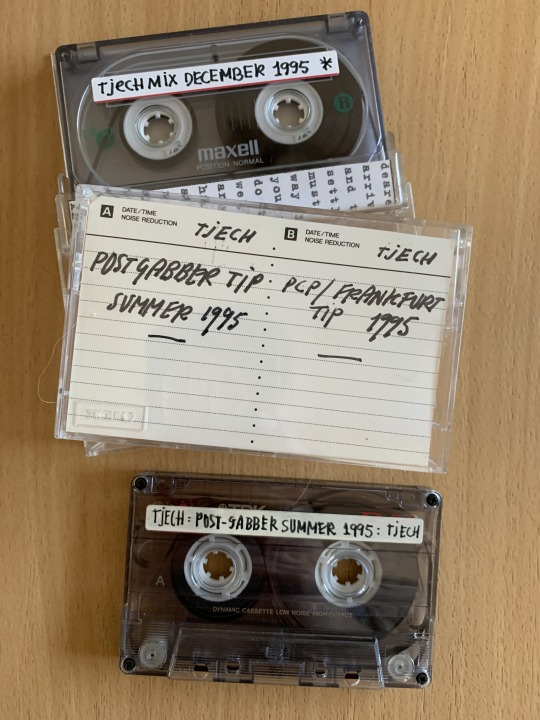 TJECH MIX DECEMBER 1995 *
B
maxell
POSITION·NORMAL
A DATE/TIME
NOISE REDUCTION
TJECH
POSTGABBER TIP
SUMMER 1995
B DATE/TIME
NOISE REDUCTION
TJECH
PCP/FRANKFURT
TIP 1995
TDK
TJECH: POST-GABBER SUMMER 1995: TJECH
A
DYNAMIC CASSETTE LOW NOISE HIGH OUTPUT